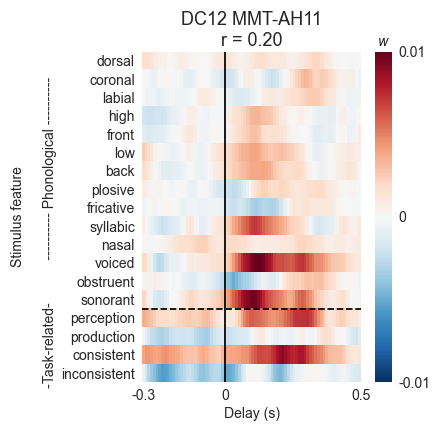 DC12 MMT-AH11
r = 0.20
w
dorsal
coronal
labial
high
front
low
back
plosive
fricative
syllabic
nasal
voiced
obstruent
sonorant
perception
production
consistent
inconsistent
Stimulus feature
-Task-related- ---------- Phonological ----------
0.01
0
-0.01
-0.3 0 0.5
Delay (s)